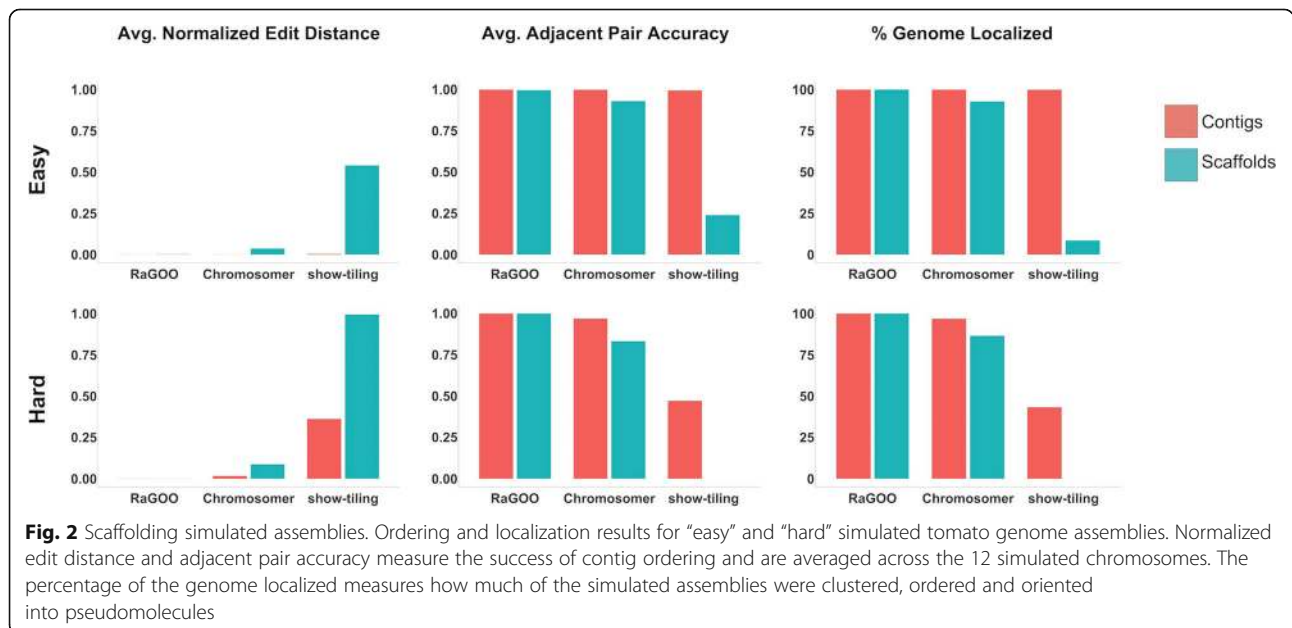 Avg. Normalized Edit Distance
Avg. Adjacent Pair Accuracy
% Genome Localized
Easy
1.00
0.75
0.50
0.25
0.00
RaGOO Chromosomer show-tiling
1.00
0.75
0.50
0.25
0.00
RaGOO Chromosomer show-tiling
100
75
50
25
0
RaGOO Chromosomer show-tiling
Contigs
Scaffolds
Hard
1.00
0.75
0.50
0.25
0.00
RaGOO Chromosomer show-tiling
1.00
0.75
0.50
0.25
0.00
RaGOO Chromosomer show-tiling
100
75
50
25
0
RaGOO Chromosomer show-tiling
Fig. 2 Scaffolding simulated assemblies. Ordering and localization results for “easy” and “hard” simulated tomato genome assemblies. Normalized
edit distance and adjacent pair accuracy measure the success of contig ordering and are averaged across the 12 simulated chromosomes. The
percentage of the genome localized measures how much of the simulated assemblies were clustered, ordered and oriented
into pseudomolecules